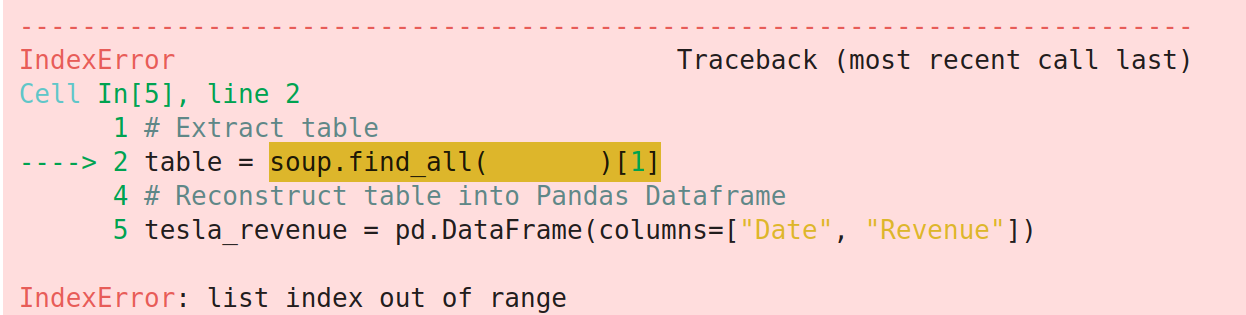 ---------------------------------------------------------------------------
IndexError                                Traceback (most recent call last)
Cell In[5], line 2
      1 # Extract table
----> 2 table = soup.find_all(       )[1]
      4 # Reconstruct table into Pandas Dataframe
      5 tesla_revenue = pd.DataFrame(columns=["Date", "Revenue"])

IndexError: list index out of range